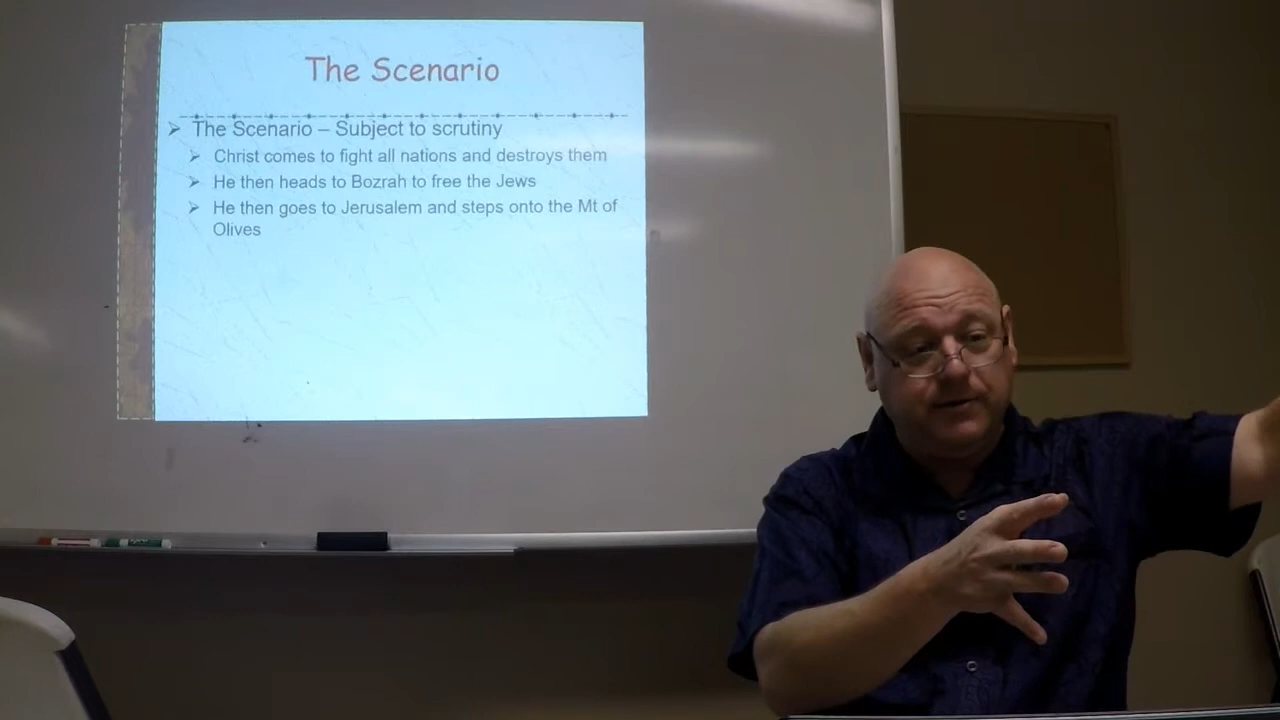 The Scenario
The Scenario – Subject to scrutiny
Christ comes to fight all nations and destroys them
He then heads to Bozrah to free the Jews
He then goes to Jerusalem and steps onto the Mt of
Olives